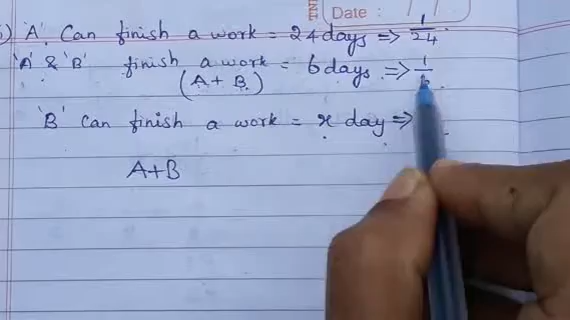 Date :
i) 'A' Can finish a work = 24 days => 1/24
'A' & 'B' finish a work = 6 days => 1/6
(A + B)
'B' Can finish a work = x day =>
A+B